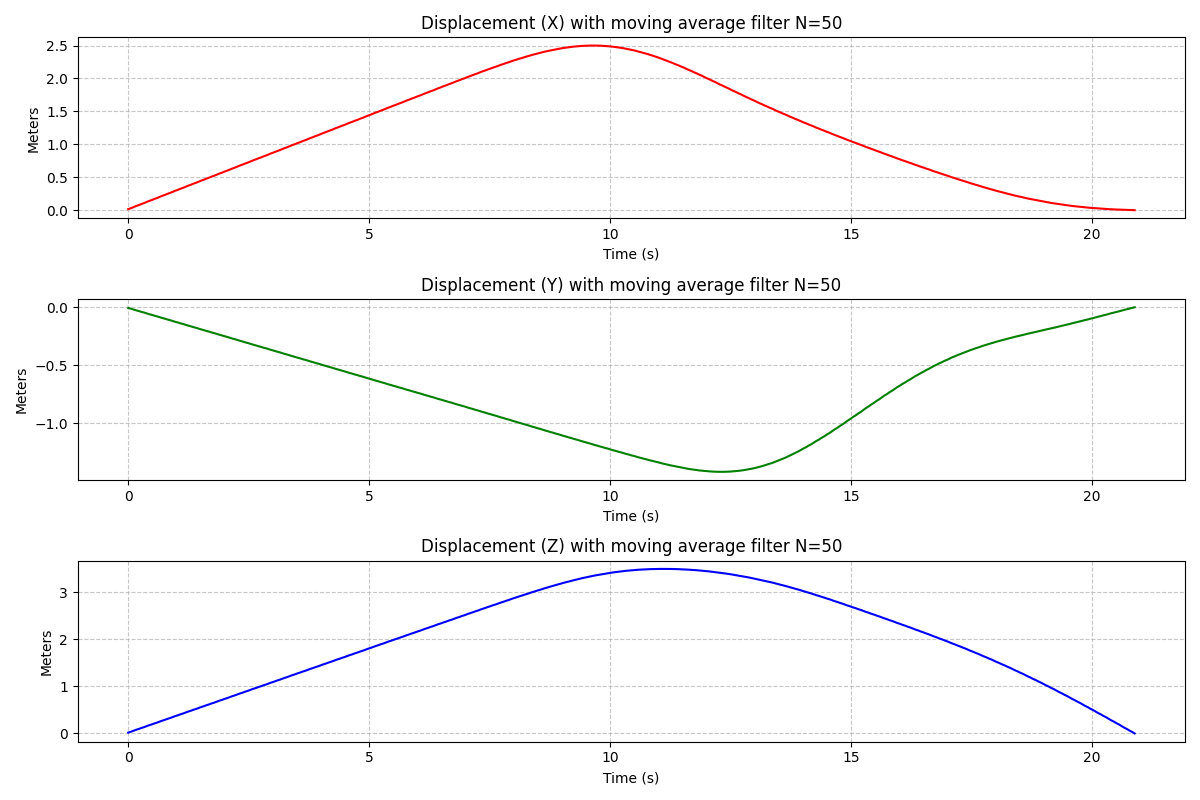 Displacement (X) with moving average filter N=50
2.5
2.0
1.5
1.0
0.5
0.0
Meters
0 5 10 15 20
Time (s)
Displacement (Y) with moving average filter N=50
0.0
−0.5
−1.0
Meters
0 5 10 15 20
Time (s)
Displacement (Z) with moving average filter N=50
3
2
1
0
Meters
0 5 10 15 20
Time (s)